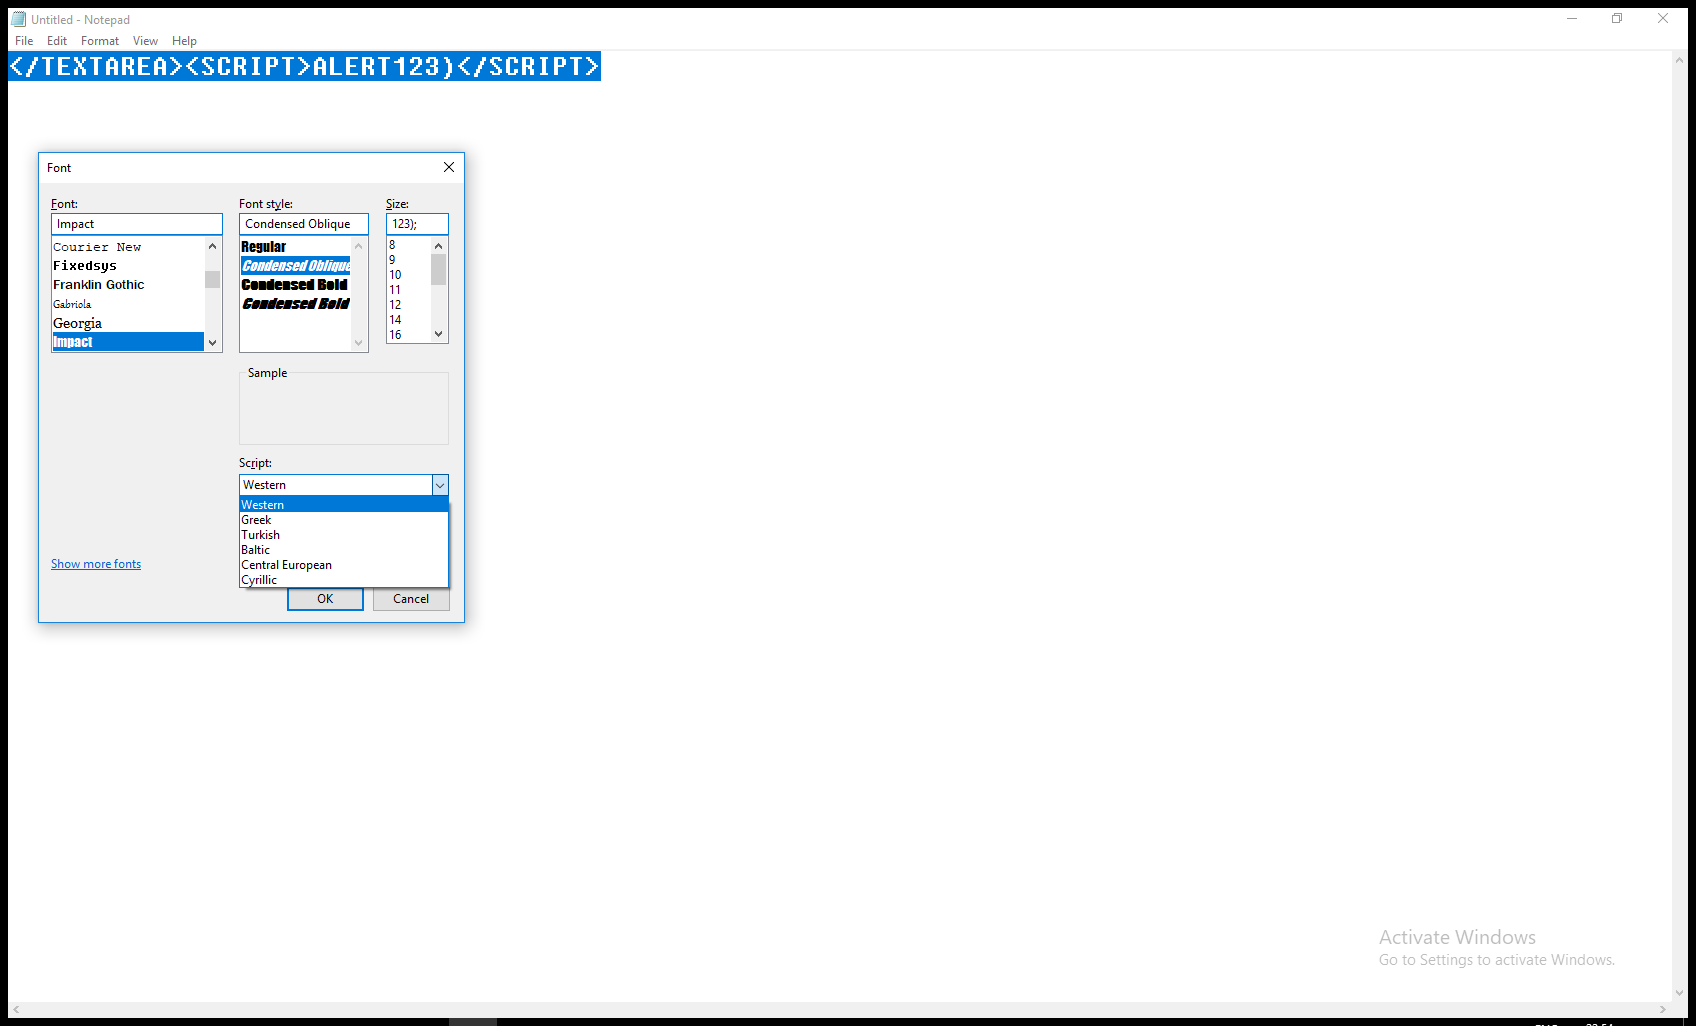 Untitled - Notepad
File Edit Format View Help
</TEXTAREA><SCRIPT>ALERT123)</SCRIPT>
Font
Font: Font style: Size:
Impact Condensed Oblique 123);
Courier New
Fixedsys
Franklin Gothic
Gabriola
Georgia
Impact
Regular
Condensed Oblique
Condensed Bold
Condensed Bold
8
9
10
11
12
14
16
Sample
Script:
Western
Western
Greek
Turkish
Baltic
Central European
Cyrillic
Show more fonts
OK Cancel
Activate Windows
Go to Settings to activate Windows.